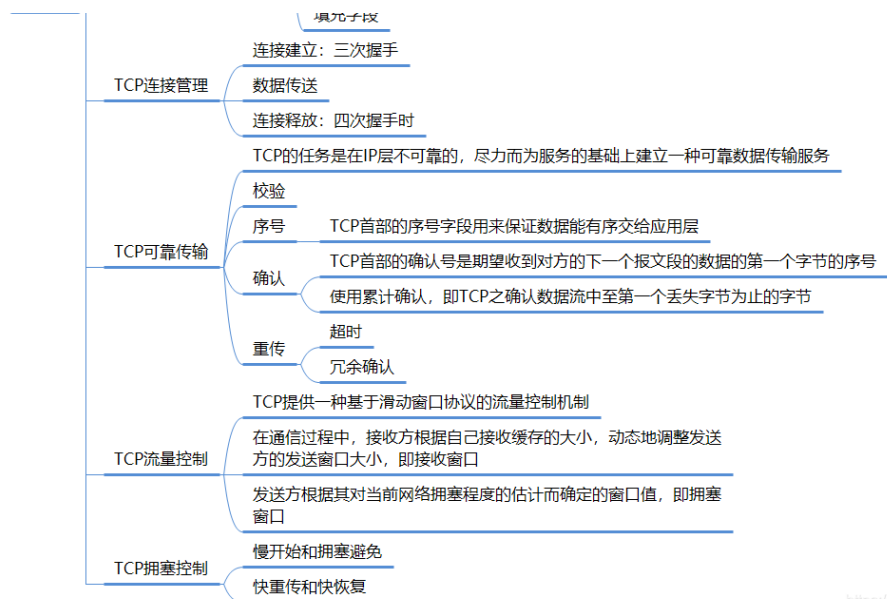 填充字段
连接建立：三次握手
TCP连接管理
数据传送
连接释放：四次握手时
TCP的任务是在IP层不可靠的，尽力而为服务的基础上建立一种可靠数据传输服务
校验
TCP可靠传输
序号
TCP首部的序号字段用来保证数据能有序交给应用层
确认
TCP首部的确认号是期望收到对方的下一个报文段的数据的第一个字节的序号
使用累计确认，即TCP之确认数据流中至第一个丢失字节为止的字节
重传
超时
冗余确认
TCP流量控制
TCP提供一种基于滑动窗口协议的流量控制机制
在通信过程中，接收方根据自己接收缓存的大小，动态地调整发送
方的发送窗口大小，即接收窗口
发送方根据其对当前网络拥塞程度的估计而确定的窗口值，即拥塞
窗口
TCP拥塞控制
慢开始和拥塞避免
快重传和快恢复